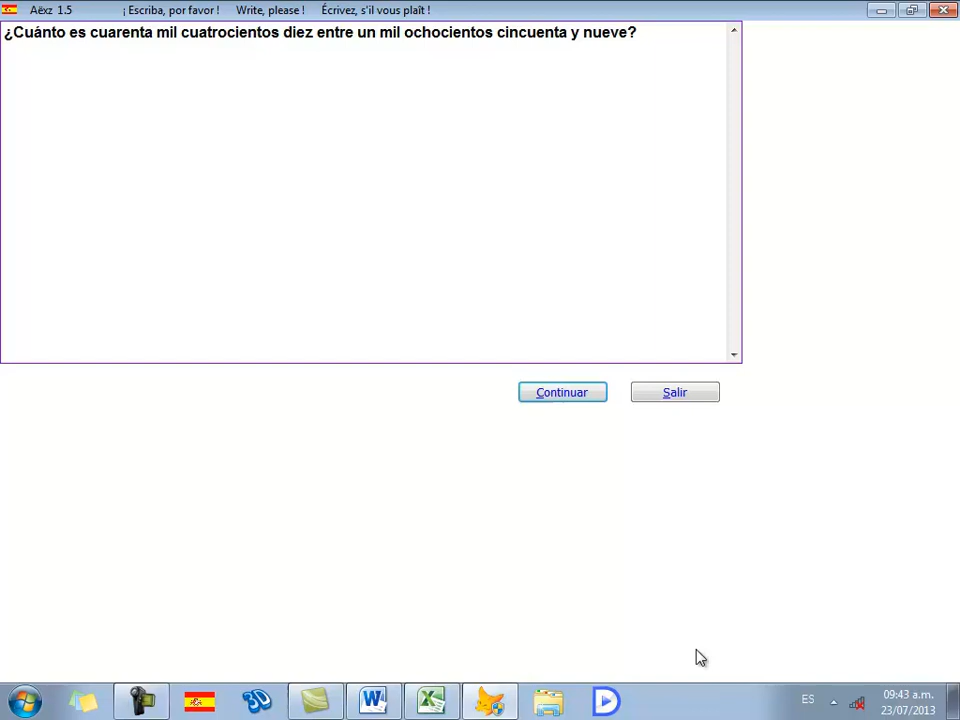 Aëxz 1.5 ¡ Escriba, por favor ! Write, please ! Écrivez, s'il vous plaît !
¿Cuánto es cuarenta mil cuatrocientos diez entre un mil ochocientos cincuenta y nueve?
Continuar Salir
3D W X D ES 09:43 a.m.
23/07/2013